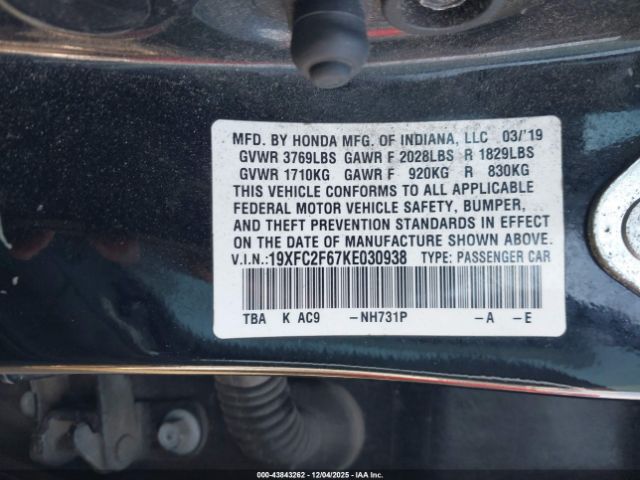 MFD. BY HONDA MFG. OF INDIANA, LLC 03/'19
GVWR 3769LBS GAWR F 2028LBS R 1829LBS
GVWR 1710KG GAWR F 920KG R 830KG
THIS VEHICLE CONFORMS TO ALL APPLICABLE
FEDERAL MOTOR VEHICLE SAFETY, BUMPER,
AND THEFT PREVENTION STANDARDS IN EFFECT
ON THE DATE OF MANUFACTURE SHOWN ABOVE.
V.I.N.:19XFC2F67KE030938 TYPE: PASSENGER CAR
TBA K AC9 -NH731P -A -E
000-43843262 - 12/04/2025 - IAA Inc.